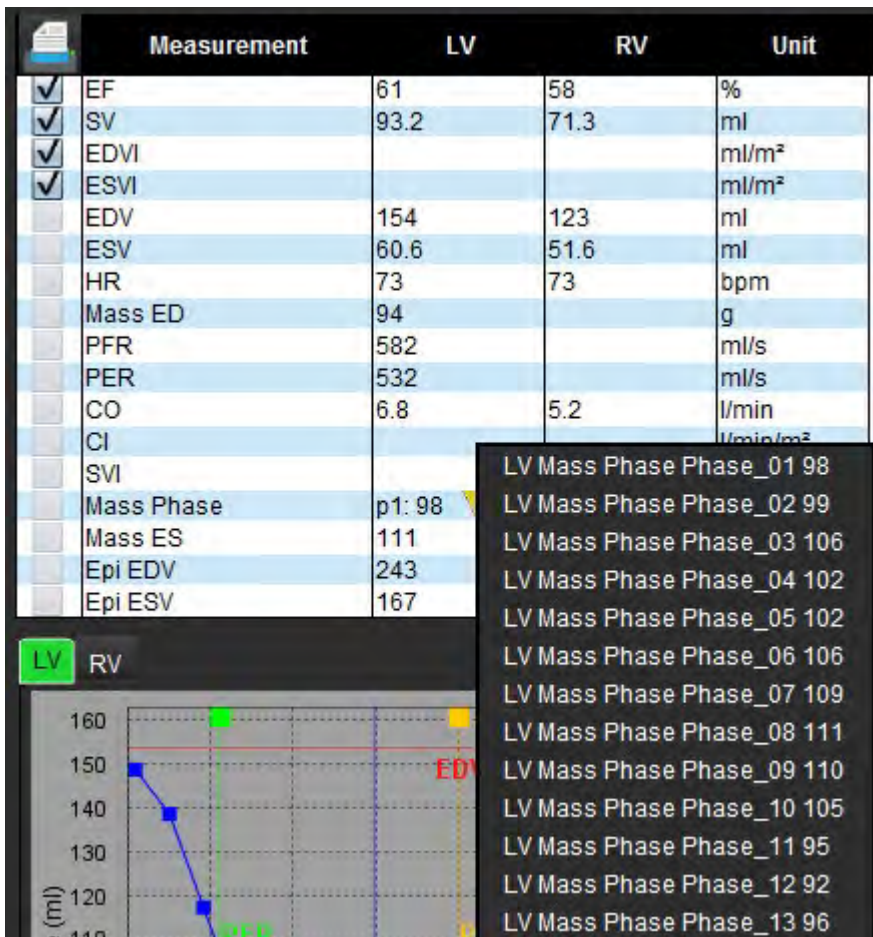 Measurement LV RV Unit
EF 61 58 %
SV 93.2 71.3 ml
EDVI ml/m²
ESVI ml/m²
EDV 154 123 ml
ESV 60.6 51.6 ml
HR 73 73 bpm
Mass ED 94 g
PFR 582 ml/s
PER 532 ml/s
CO 6.8 5.2 l/min
CI l/min/m²
SVI
Mass Phase p1: 98
Mass ES 111
Epi EDV 243
Epi ESV 167
LV Mass Phase Phase_01 98
LV Mass Phase Phase_02 99
LV Mass Phase Phase_03 106
LV Mass Phase Phase_04 102
LV Mass Phase Phase_05 102
LV Mass Phase Phase_06 106
LV Mass Phase Phase_07 109
LV Mass Phase Phase_08 111
LV Mass Phase Phase_09 110
LV Mass Phase Phase_10 105
LV Mass Phase Phase_11 95
LV Mass Phase Phase_12 92
LV Mass Phase Phase_13 96
LV RV
160
150
EDV
140
130
120
110
(ml)
PER